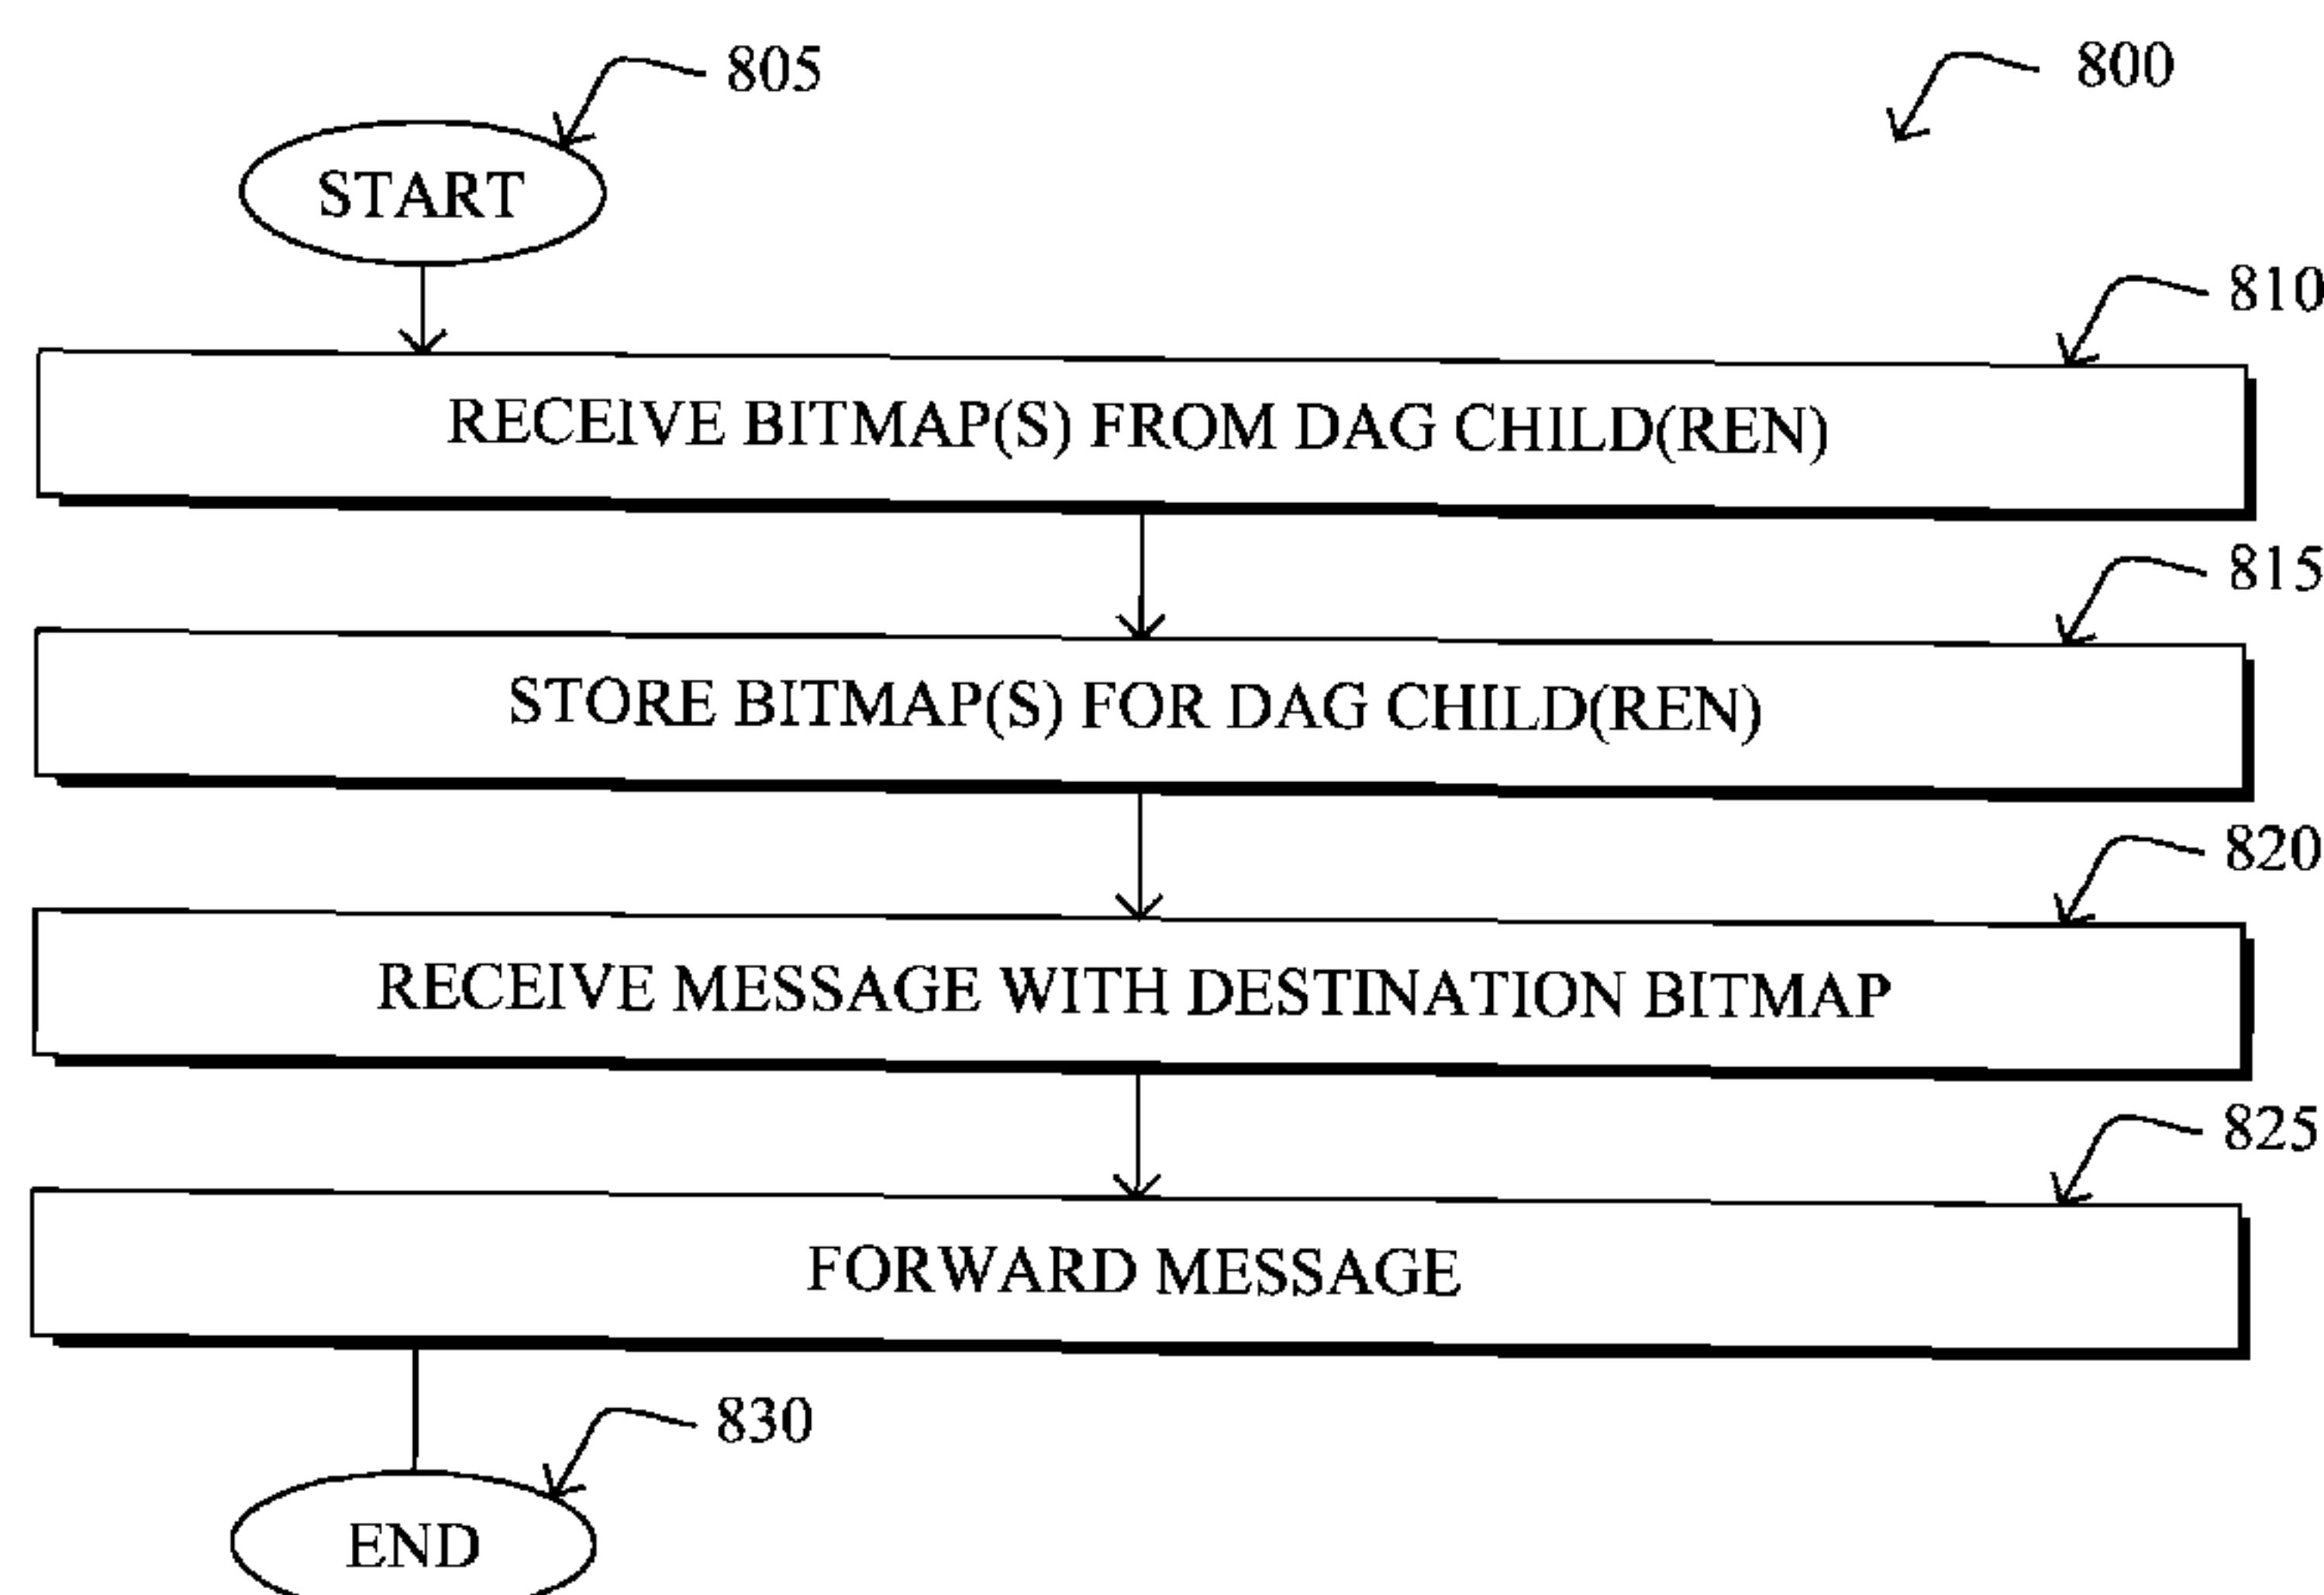 805
800
START
810
RECEIVE BITMAP(S) FROM DAG CHILD(REN)
815
STORE BITMAP(S) FOR DAG CHILD(REN)
820
RECEIVE MESSAGE WITH DESTINATION BITMAP
825
FORWARD MESSAGE
830
END